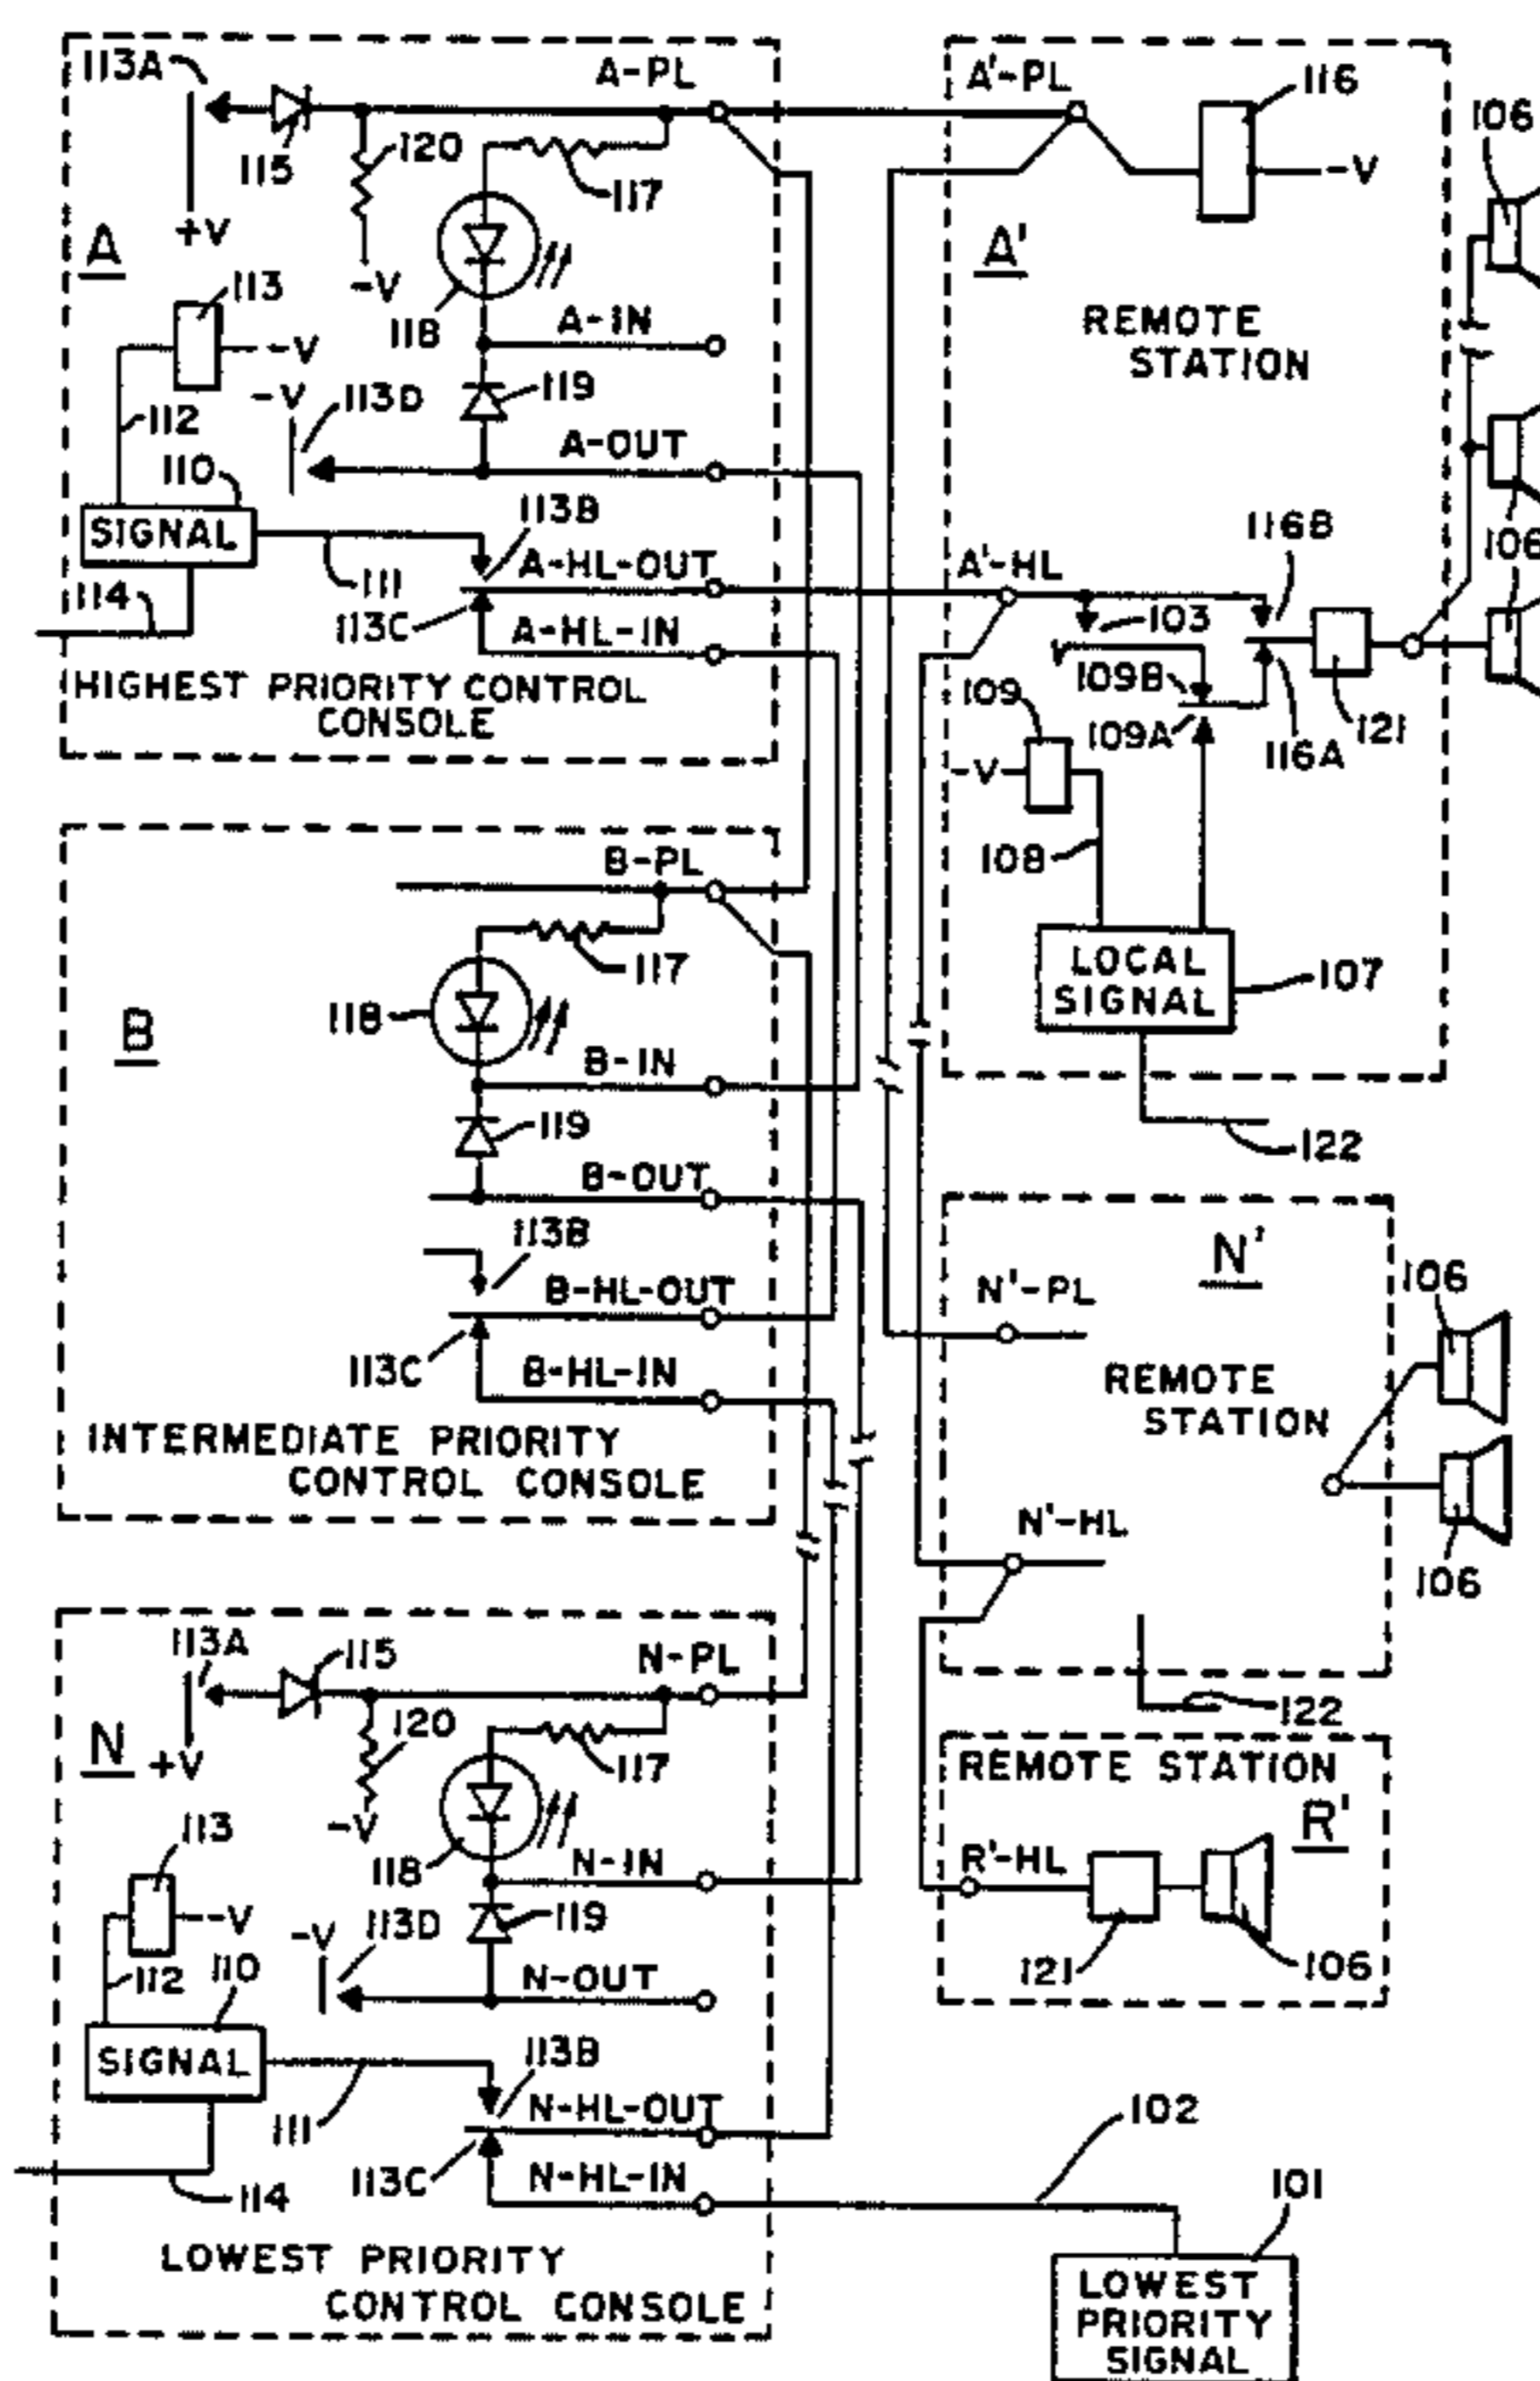 113A
A-PL
115
120
117
+V
A
-V
113
118
A-IN
-V
-V
113D
119
112
110
A-OUT
SIGNAL
113B
111
A-HL-OUT
114
113C
A-HL-IN
HIGHEST PRIORITY CONTROL
CONSOLE
B-PL
117
118
B
B-IN
119
B-OUT
113B
B-HL-OUT
113C
B-HL-IN
INTERMEDIATE PRIORITY
CONTROL CONSOLE
113A
115
N-PL
120
N
+V
117
-V
113
118
N-IN
-V
-V
113D
119
112
110
N-OUT
SIGNAL
113B
111
N-HL-OUT
113C
N-HL-IN
114
LOWEST PRIORITY
CONTROL CONSOLE
A'-PL
116
106
-V
A'
REMOTE
STATION
116B
106
A'-HL
103
109
109B
109A
121
116A
106
-V
108
LOCAL
SIGNAL
107
122
N'
106
N'-PL
REMOTE
STATION
N'-HL
106
122
REMOTE STATION
R'
R'-HL
121
106
102
101
LOWEST
PRIORITY
SIGNAL